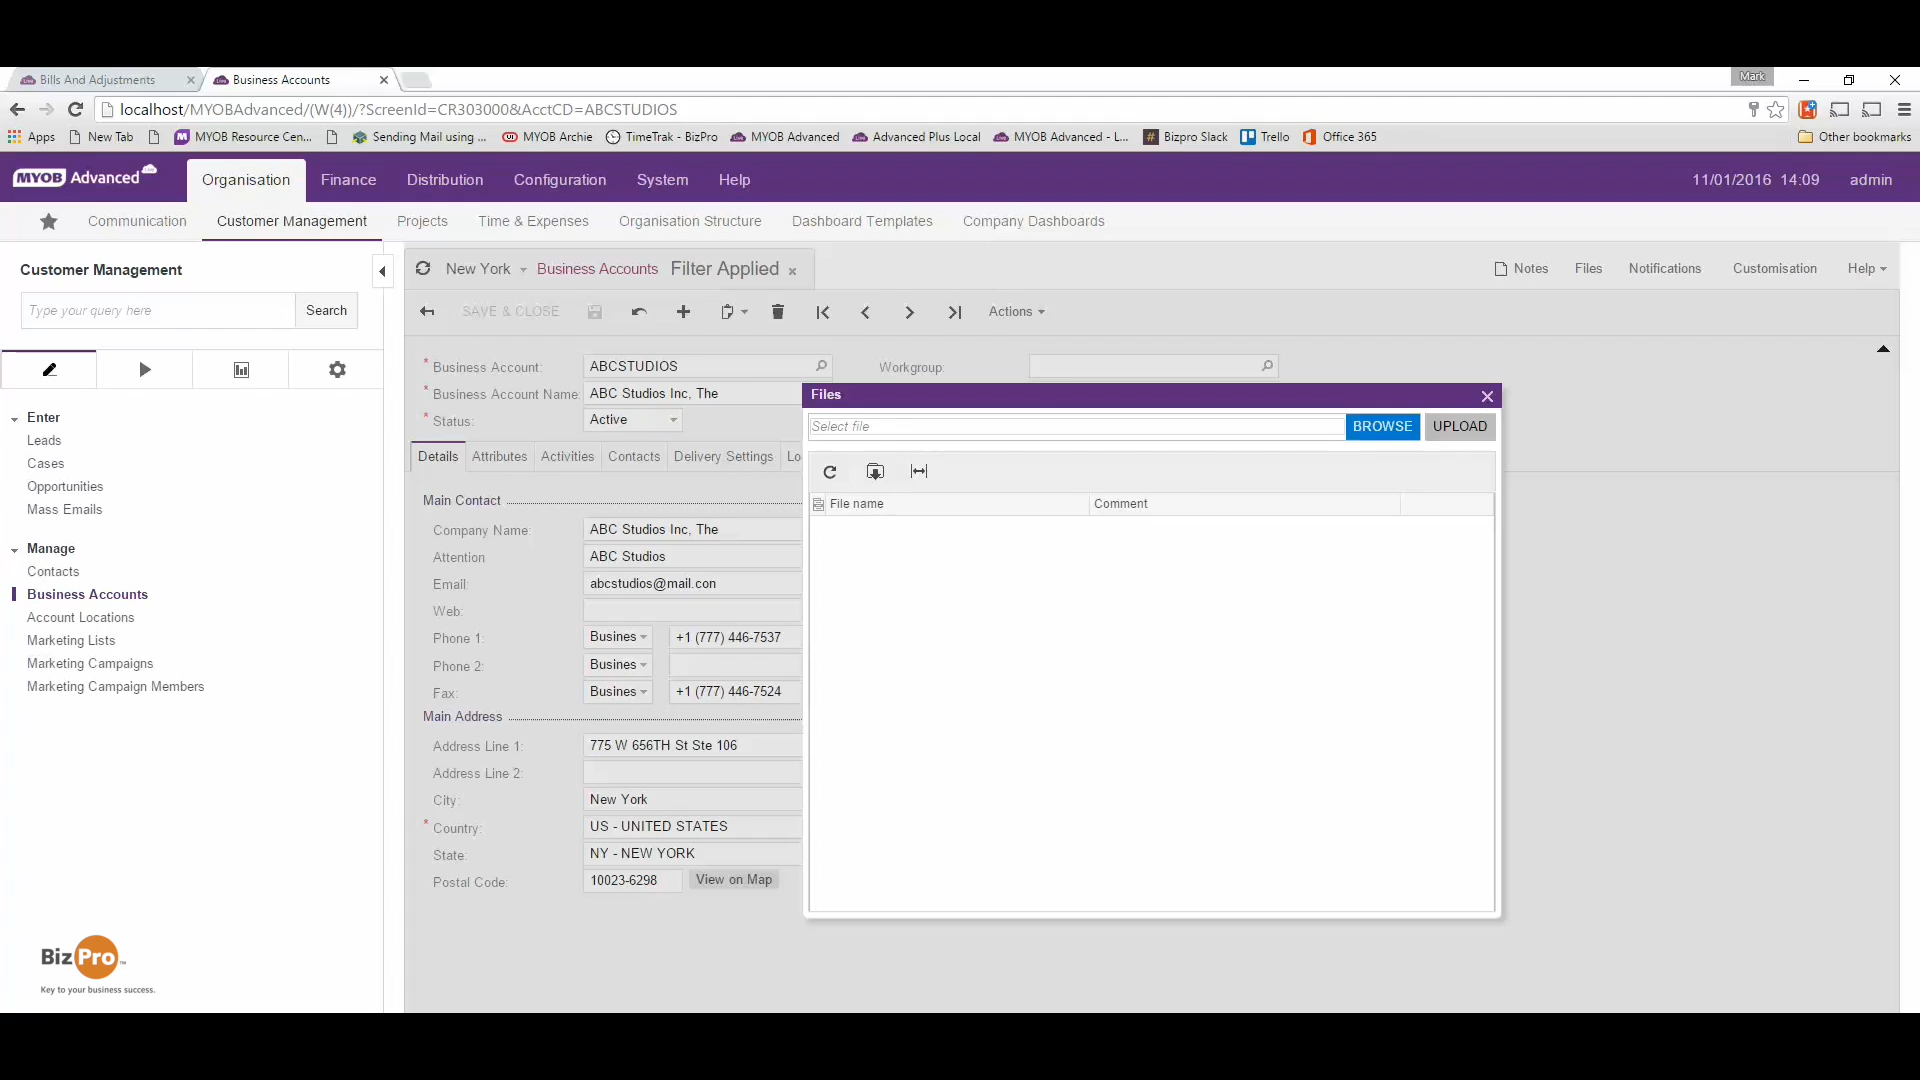 Bills And Adjustments
Business Accounts
Mark
localhost/MYOBAdvanced/(W(4))/?ScreenId=CR303000&AcctCD=ABCSTUDIOS
Apps New Tab MYOB Resource Cen... Sending Mail using ... MYOB Archie TimeTrak - BizPro MYOB Advanced Advanced Plus Local MYOB Advanced - L... Bizpro Slack Trello Office 365 Other bookmarks
MYOB Advanced Live
Organisation Finance Distribution Configuration System Help 11/01/2016 14:09 admin
Communication Customer Management Projects Time & Expenses Organisation Structure Dashboard Templates Company Dashboards
Customer Management
Type your query here Search
Enter
Leads
Cases
Opportunities
Mass Emails
Manage
Contacts
Business Accounts
Account Locations
Marketing Lists
Marketing Campaigns
Marketing Campaign Members
BizPro™
Key to your business success.
New York Business Accounts Filter Applied
Notes Files Notifications Customisation Help
SAVE & CLOSE Actions
* Business Account: ABCSTUDIOS Workgroup:
* Business Account Name: ABC Studios Inc, The
* Status: Active
Details Attributes Activities Contacts Delivery Settings Lo
Main Contact
Company Name: ABC Studios Inc, The
Attention ABC Studios
Email: abcstudios@mail.con
Web:
Phone 1: Busines +1 (777) 446-7537
Phone 2: Busines
Fax: Busines +1 (777) 446-7524
Main Address
Address Line 1: 775 W 656TH St Ste 106
Address Line 2:
City: New York
* Country: US - UNITED STATES
State: NY - NEW YORK
Postal Code: 10023-6298 View on Map
Files
Select file BROWSE UPLOAD
File name Comment